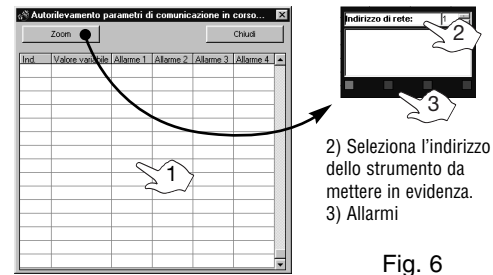 Autorilevamento parametri di comunicazione in corso...
Zoom
Chiudi
Ind. Valore variabile Allarme 1 Allarme 2 Allarme 3 Allarme 4
1
Indirizzo di rete: 1
2
3
2) Seleziona l'indirizzo
dello strumento da
mettere in evidenza.
3) Allarmi
Fig. 6